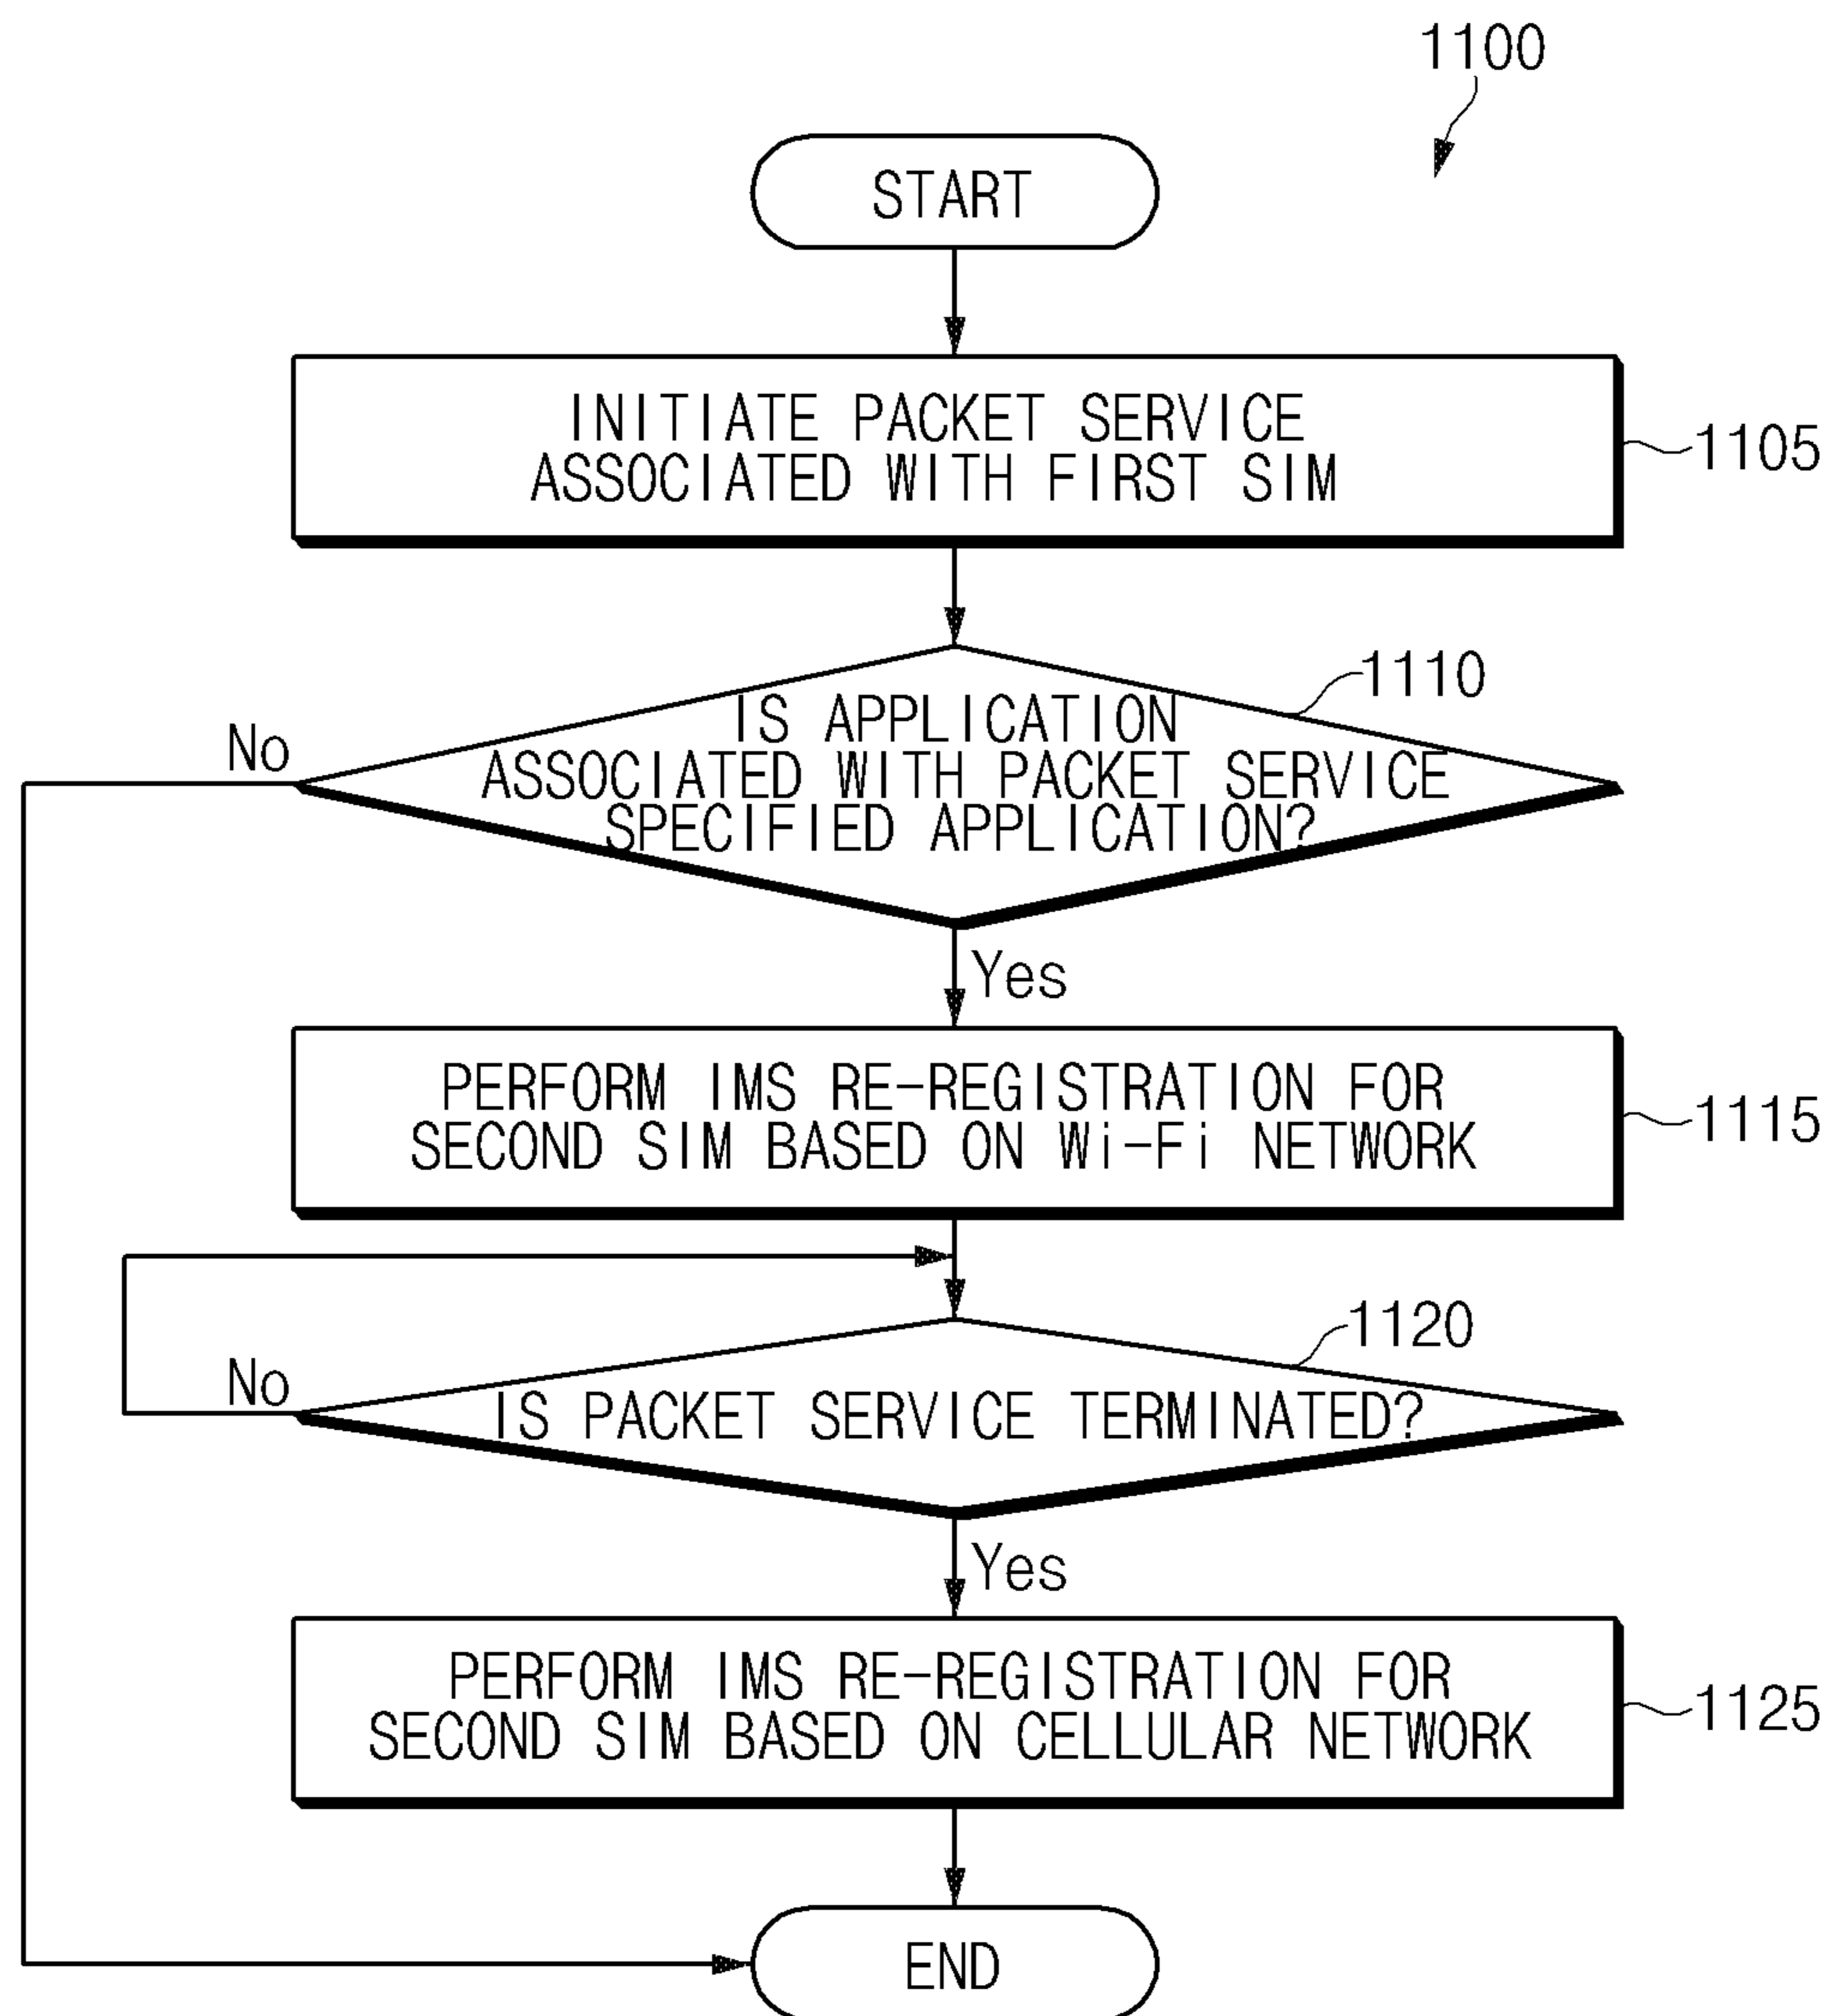 1100
START
INITIATE PACKET SERVICE
ASSOCIATED WITH FIRST SIM
1105
1110
IS APPLICATION
ASSOCIATED WITH PACKET SERVICE
SPECIFIED APPLICATION?
No
Yes
PERFORM IMS RE-REGISTRATION FOR
SECOND SIM BASED ON Wi-Fi NETWORK
1115
1120
No
IS PACKET SERVICE TERMINATED?
Yes
PERFORM IMS RE-REGISTRATION FOR
SECOND SIM BASED ON CELLULAR NETWORK
1125
END